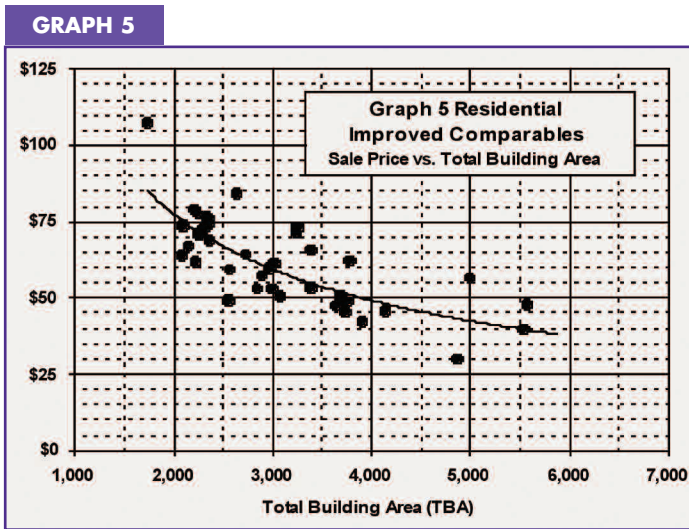 GRAPH 5
$125
$100
$75
$50
$25
$0
Graph 5 Residential
Improved Comparables
Sale Price vs. Total Building Area
1,000 2,000 3,000 4,000 5,000 6,000 7,000
Total Building Area (TBA)